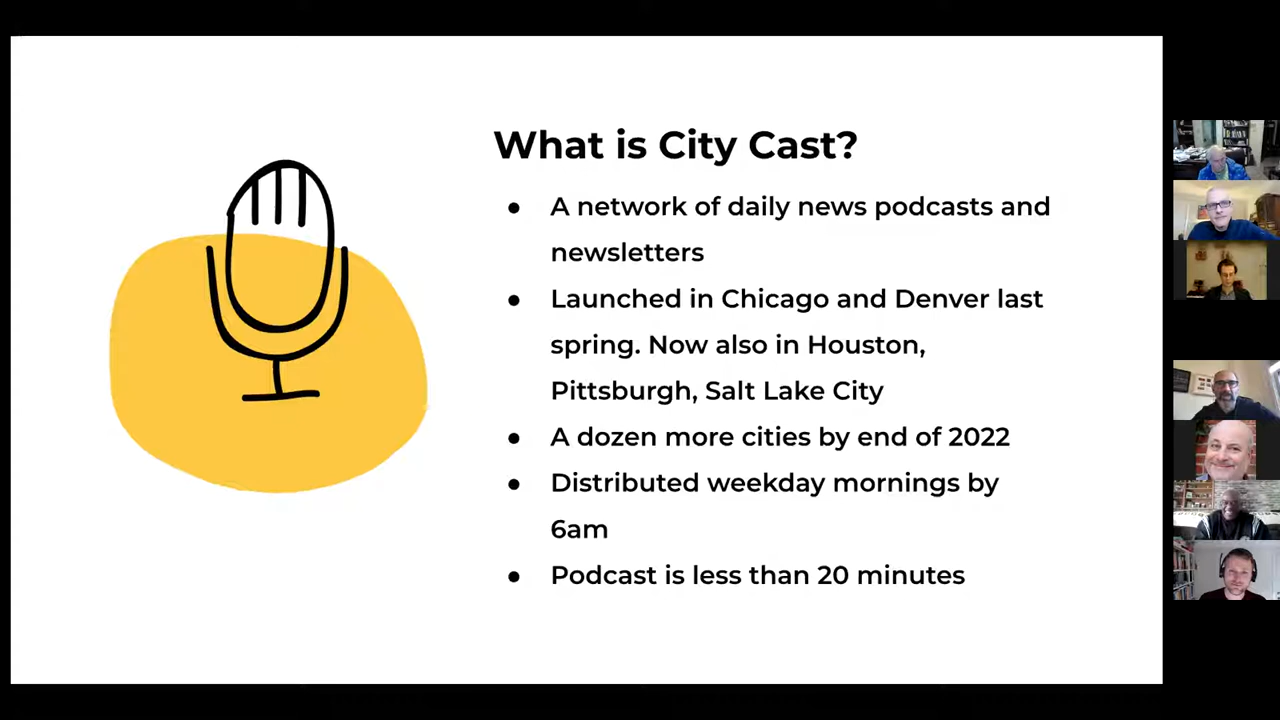 What is City Cast?
● A network of daily news podcasts and
newsletters
● Launched in Chicago and Denver last
spring. Now also in Houston,
Pittsburgh, Salt Lake City
● A dozen more cities by end of 2022
● Distributed weekday mornings by
6am
● Podcast is less than 20 minutes